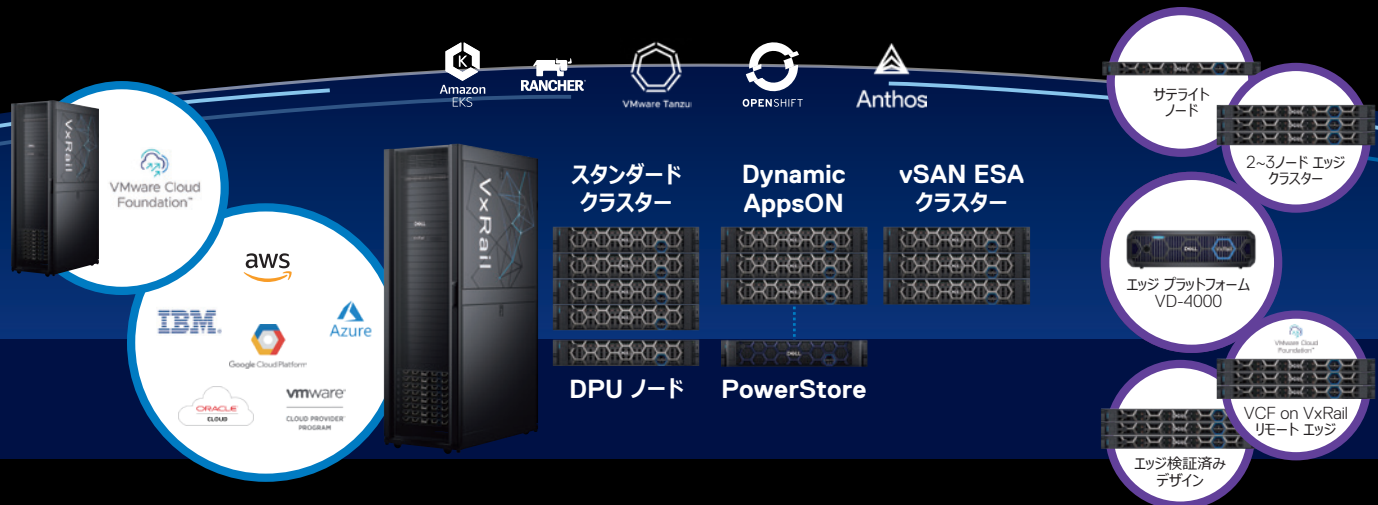 Amazon
EKS
RANCHER
VMware Tanzu
OPENSHIFT
Anthos
VxRail
VMware Cloud
Foundation™
aws
IBM
Azure
Google Cloud Platform
ORACLE
CLOUD
vmware
CLOUD PROVIDER
PROGRAM
VxRail
スタンダード
クラスター
Dynamic
AppsON
vSAN ESA
クラスター
DPU ノード
PowerStore
サテライト
ノード
2~3ノード エッジ
クラスター
DELL
エッジ プラットフォーム
VD-4000
VMware Cloud
Foundation™
VCF on VxRail
リモート エッジ
エッジ検証済み
デザイン